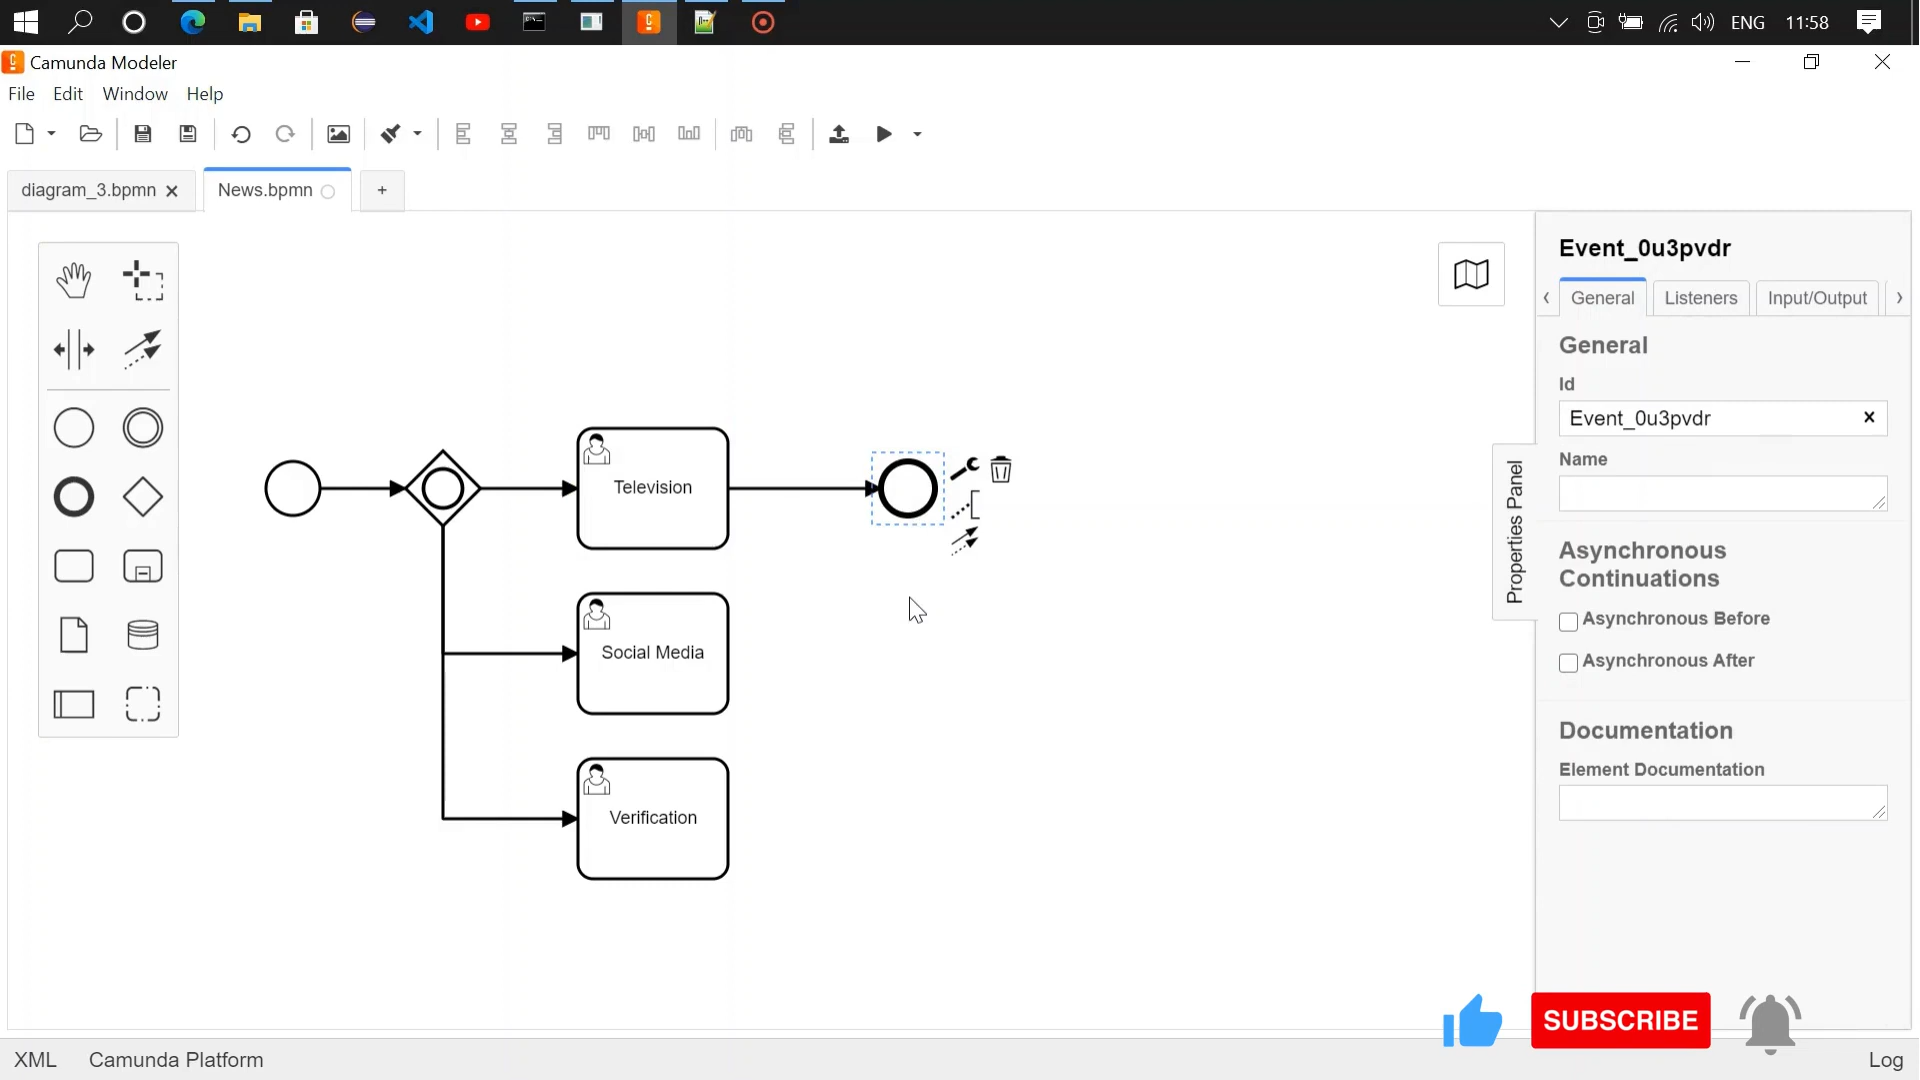 ENG 11:58
Camunda Modeler
File Edit Window Help
diagram_3.bpmn
News.bpmn
+
Event_0u3pvdr
General Listeners Input/Output
General
Id
Event_0u3pvdr
Name
Asynchronous
Continuations
Asynchronous Before
Asynchronous After
Documentation
Element Documentation
Properties Panel
Television
Social Media
Verification
SUBSCRIBE
XML Camunda Platform Log